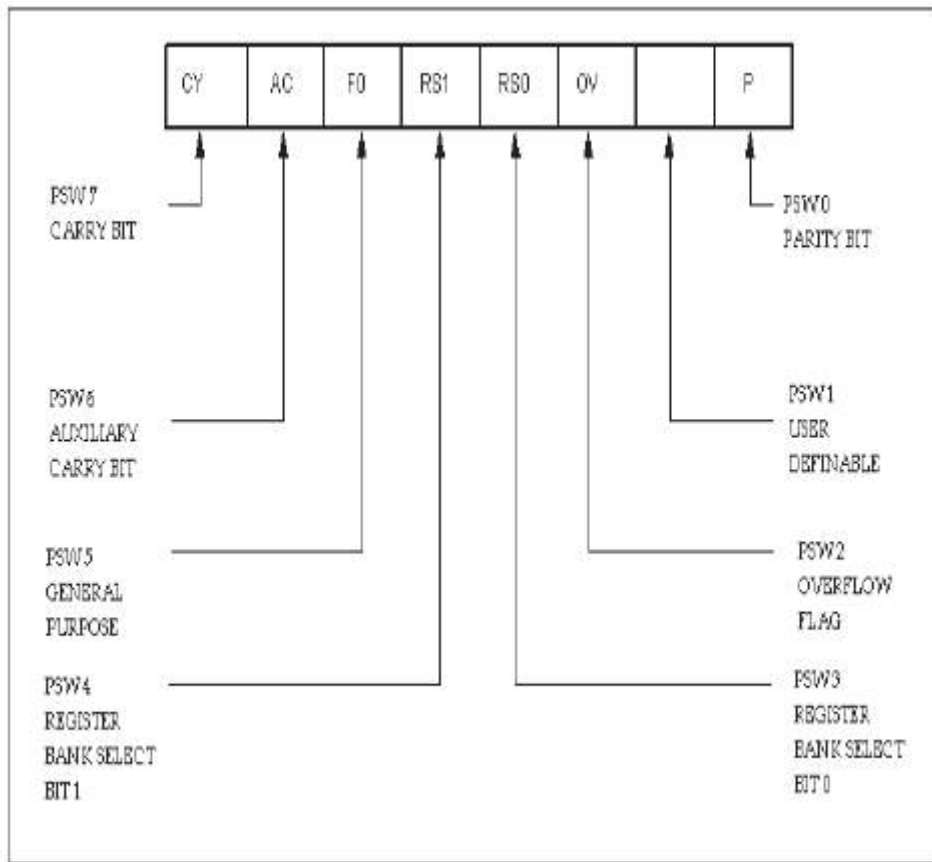 CY AC F0 RS1 RS0 OV P
PSW7
CARRY BIT
PSW0
PARITY BIT
PSW6
AUXILIARY
CARRY BIT
PSW1
USER
DEFINABLE
PSW5
GENERAL
PURPOSE
PSW2
OVERFLOW
FLAG
PSW4
REGISTER
BANK SELECT
BIT 1
PSW3
REGISTER
BANK SELECT
BIT 0